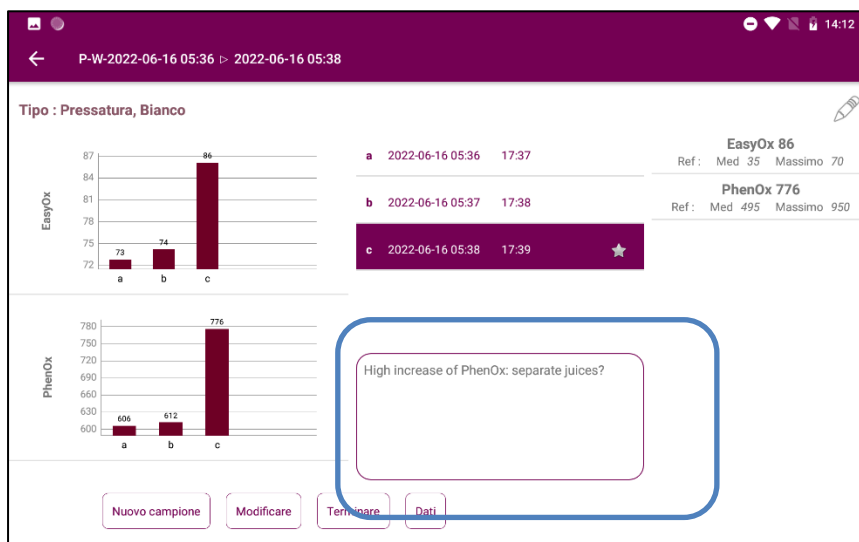 14:12
P-W-2022-06-16 05:36 ▷ 2022-06-16 05:38
Tipo : Pressatura, Bianco
EasyOx
87
84
81
78
75
72
73
74
86
a
b
c
PhenOx
780
750
720
690
660
630
600
606
612
776
a
b
c
a 2022-06-16 05:36 17:37
b 2022-06-16 05:37 17:38
c 2022-06-16 05:38 17:39
EasyOx 86
Ref : Med 35 Massimo 70
PhenOx 776
Ref : Med 495 Massimo 950
High increase of PhenOx: separate juices?
Nuovo campione
Modificare
Terminare
Dati